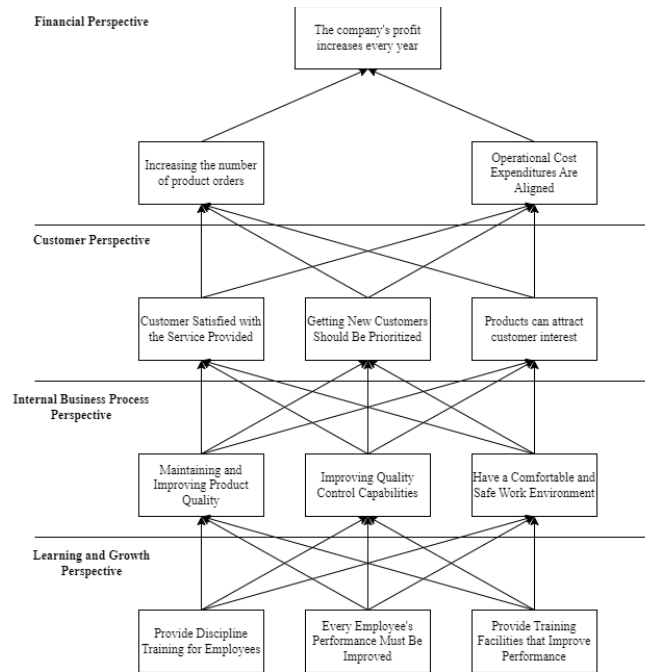 Financial Perspective
The company's profit
increases every year
Increasing the number
of product orders
Operational Cost
Expenditures Are
Aligned
Customer Perspective
Customer Satisfied with
the Service Provided
Getting New Customers
Should Be Prioritized
Products can attract
customer interest
Internal Business Process
Perspective
Maintaining and
Improving Product
Quality
Improving Quality
Control Capabilities
Have a Comfortable and
Safe Work Environment
Learning and Growth
Perspective
Provide Discipline
Training for Employees
Every Employee's
Performance Must Be
Improved
Provide Training
Facilities that Improve
Performance